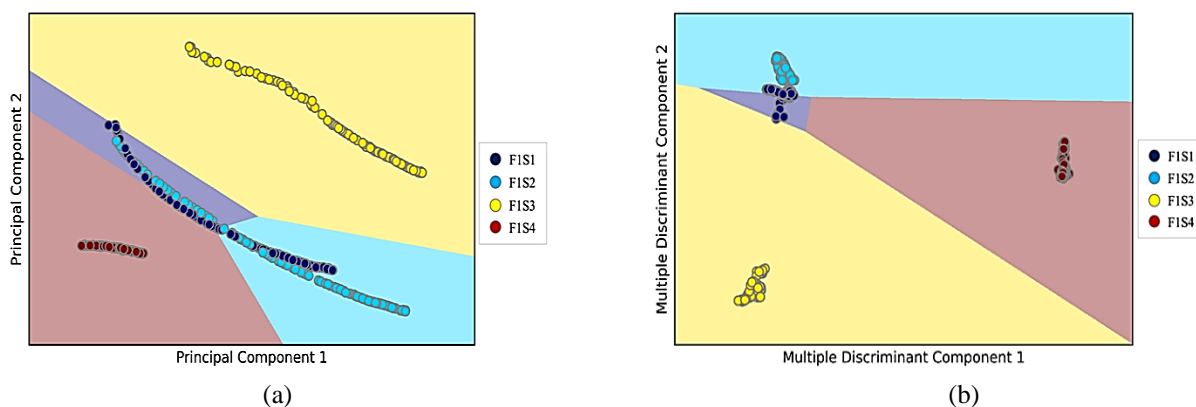 Principal Component 2
Principal Component 1
F1S1
F1S2
F1S3
F1S4
(a)
Multiple Discriminant Component 2
Multiple Discriminant Component 1
F1S1
F1S2
F1S3
F1S4
(b)